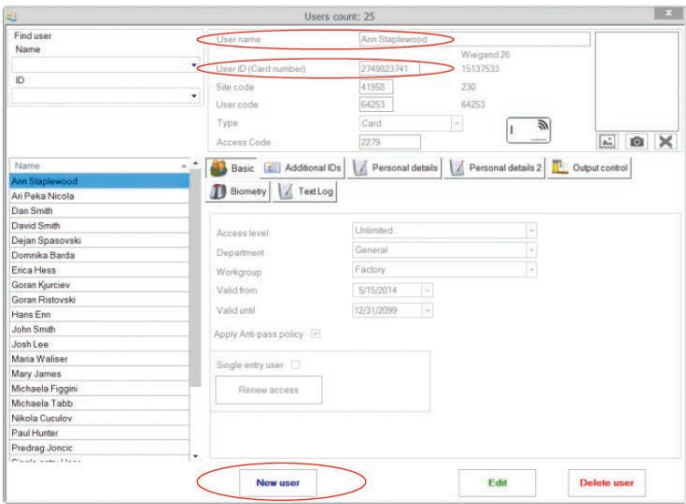 Users count: 25
x
Find user
Name
ID
User name
Ann Staplewood
Wiegand 26
User ID (Card number)
2749823741
15137533
Site code
41958
230
User code
64253
64253
Type
Card
Access Code
2279
Name
Ann Staplewood
Ari Peka Nicola
Dan Smith
David Smith
Dejan Spasovski
Domnika Barda
Erica Hess
Goran Kjurciev
Goran Ristovski
Hans Enn
John Smith
Josh Lee
Maria Waliser
Mary James
Michaela Figgini
Michaela Tabb
Nikola Cuculov
Paul Hunter
Predrag Joncic
Basic
Additional IDs
Personal details
Personal details 2
Output control
Biometry
Text Log
Access level
Unlimited
Department
General
Workgroup
Factory
Valid from
5/15/2014
Valid until
12/31/2099
Apply Anti-pass policy
Single entry user
Renew access
New user
Edit
Delete user